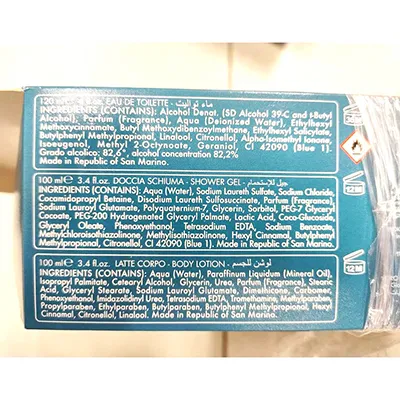 120 ml EAU DE TOILETTE - ماء تواليت
INGREDIENTS (CONTAINS): Alcohol Denat. (SD Alcohol 39-C and t-Butyl
Alcohol), Parfum (Fragrance), Aqua (Deionized Water), Ethylhexyl
Methoxycinnamate, Butyl Methoxydibenzoylmethane, Ethylhexyl Salicylate,
Butylphenyl Methylpropional, Linalool, Citronellol, Alpha-Isomethyl Ionone,
Isoeugenol, Methyl 2-Octynoate, Geraniol, CI 42090 (Blue 1).
Grado alcolico: 82,6°, alcohol concentration 82,2%
Made in Republic of San Marino.
12 M
100 ml ℮ 3.4 fl.oz. DOCCIA SCHIUMA - SHOWER GEL - جيل للإستحمام
INGREDIENTS (CONTAINS): Aqua (Water), Sodium Laureth Sulfate, Sodium Chloride,
Cocamidopropyl Betaine, Disodium Laureth Sulfosuccinate, Parfum (Fragrance),
Sodium Lauroyl Glutamate, Polyquaternium-7, Glycerin, Sorbitol, PEG-7 Glyceryl
Cocoate, PEG-200 Hydrogenated Glyceryl Palmate, Lactic Acid, Coco-Glucoside,
Glyceryl Oleate, Phenoxyethanol, Tetrasodium EDTA, Sodium Benzoate,
Methylchloroisothiazolinone, Methylisothiazolinone, Hexyl Cinnamal, Butylphenyl
Methylpropional, Citronellol, CI 42090 (Blue 1). Made in Republic of San Marino.
12M
100 ml ℮ 3.4 fl.oz. LATTE CORPO - BODY LOTION - لوشن للجسم
INGREDIENTS (CONTAINS): Aqua (Water), Paraffinum Liquidum (Mineral Oil),
Isopropyl Palmitate, Cetearyl Alcohol, Glycerin, Urea, Parfum (Fragrance), Stearic
Acid, Glyceryl Stearate, Sodium Lauroyl Glutamate, Dimethicone, Carbomer,
Phenoxyethanol, Imidazolidinyl Urea, Tetrasodium EDTA, Tromethamine, Methylparaben,
Propylparaben, Ethylparaben, Butylparaben, Butylphenyl Methylpropional, Hexyl
Cinnamal, Citronellol, Linalool. Made in Republic of San Marino.
12 M